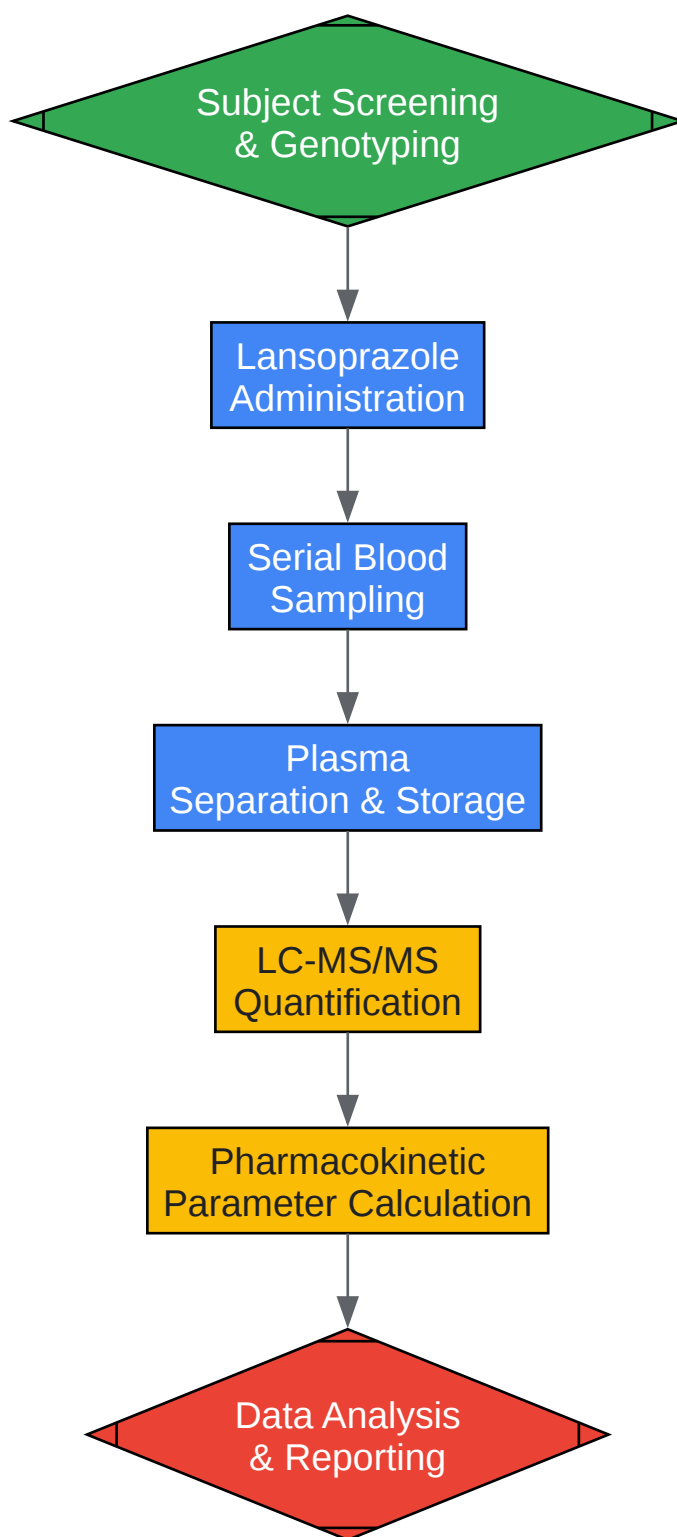 Subject Screening
& Genotyping
Lansoprazole
Administration
Serial Blood
Sampling
Plasma
Separation & Storage
LC-MS/MS
Quantification
Pharmacokinetic
Parameter Calculation
Data Analysis
& Reporting